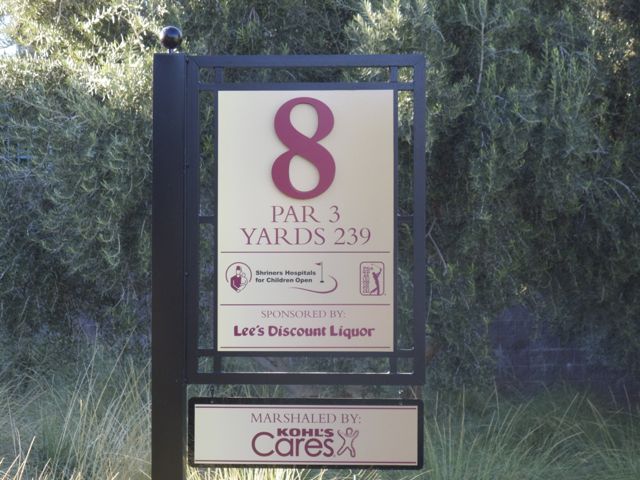 8
PAR 3
YARDS 239
Shriners Hospitals
for Children Open
SPONSORED BY:
Lee's Discount Liquor
MARSHALED BY:
KOHL'S
Cares